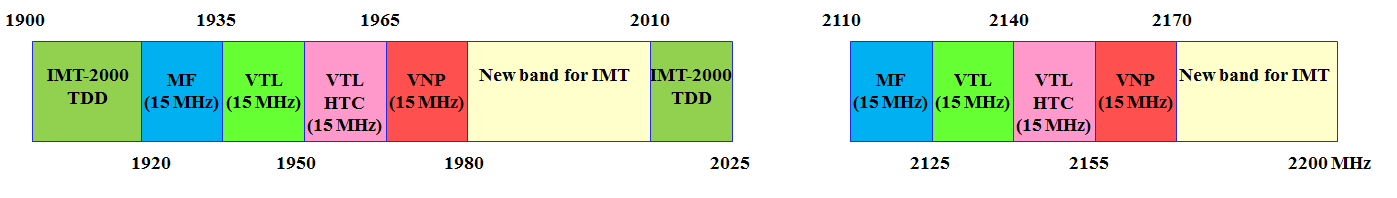 1900 1935 1965 2010 2110 2140 2170
IMT-2000
TDD
MF
(15 MHz)
VTL
(15 MHz)
VTL
HTC
(15 MHz)
VNP
(15 MHz)
New band for IMT
IMT-2000
TDD
MF
(15 MHz)
VTL
(15 MHz)
VTL
HTC
(15 MHz)
VNP
(15 MHz)
New band for IMT
1920 1950 1980 2025 2125 2155 2200 MHz